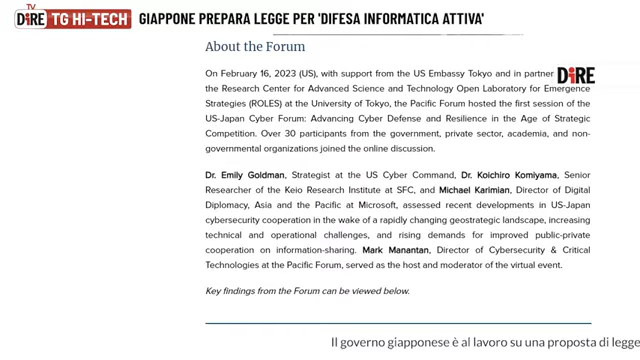 TV
DiRE TG HI-TECH GIAPPONE PREPARA LEGGE PER 'DIFESA INFORMATICA ATTIVA'
About the Forum
On February 16, 2023 (US), with support from the US Embassy Tokyo and in partner
DiRE
the Research Center for Advanced Science and Technology Open Laboratory for Emergence
Strategies (ROLES) at the University of Tokyo, the Pacific Forum hosted the first session of the
US-Japan Cyber Forum: Advancing Cyber Defense and Resilience in the Age of Strategic
Competition. Over 30 participants from the government, private sector, academia, and non-
governmental organizations joined the online discussion.
Dr. Emily Goldman, Strategist at the US Cyber Command, Dr. Koichiro Komiyama, Senior
Researcher of the Keio Research Institute at SFC, and Michael Karimian, Director of Digital
Diplomacy, Asia and the Pacific at Microsoft, assessed recent developments in US-Japan
cybersecurity cooperation in the wake of a rapidly changing geostrategic landscape, increasing
technical and operational challenges, and rising demands for improved public-private
cooperation on information-sharing. Mark Manantan, Director of Cybersecurity & Critical
Technologies at the Pacific Forum, served as the host and moderator of the virtual event.
Key findings from the Forum can be viewed below.
Il governo giapponese è al lavoro su una proposta di legge